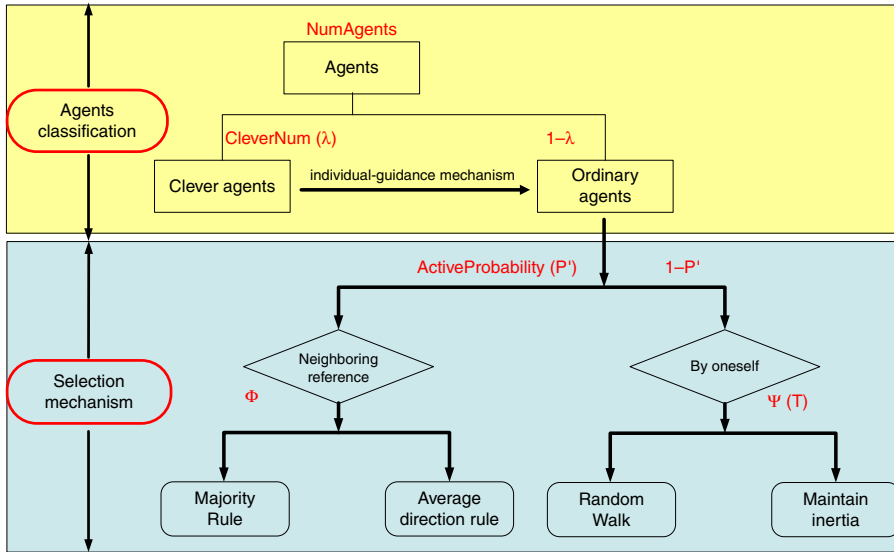 NumAgents
Agents
Agents
classification
CleverNum (λ)
1–λ
Clever agents
individual-guidance mechanism
Ordinary
agents
ActiveProbability (P')
1–P'
Neighboring
reference
By oneself
Selection
mechanism
Φ
Ψ (T)
Majority
Rule
Average
direction rule
Random
Walk
Maintain
inertia